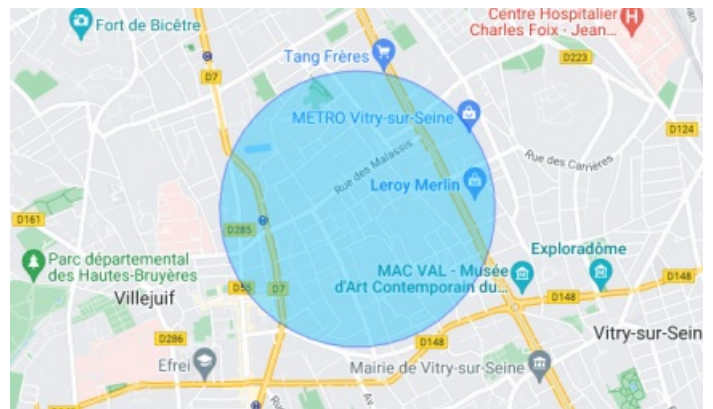 Fort de Bicêtre
Centre Hospitalier
Charles Foix - Jean...
Tang Frères
D223
D7
METRO Vitry-sur-Seine
D124
Rue des Malassis
Rue des Carrières
Leroy Merlin
D161
D285
Parc départemental
des Hautes-Bruyères
Exploradôme
MAC VAL - Musée
d'Art Contemporain du...
D148
D148
D55
D7
Villejuif
Vitry-sur-Sein
D286
D148
Efrei
Mairie de Vitry-sur-Seine
Av